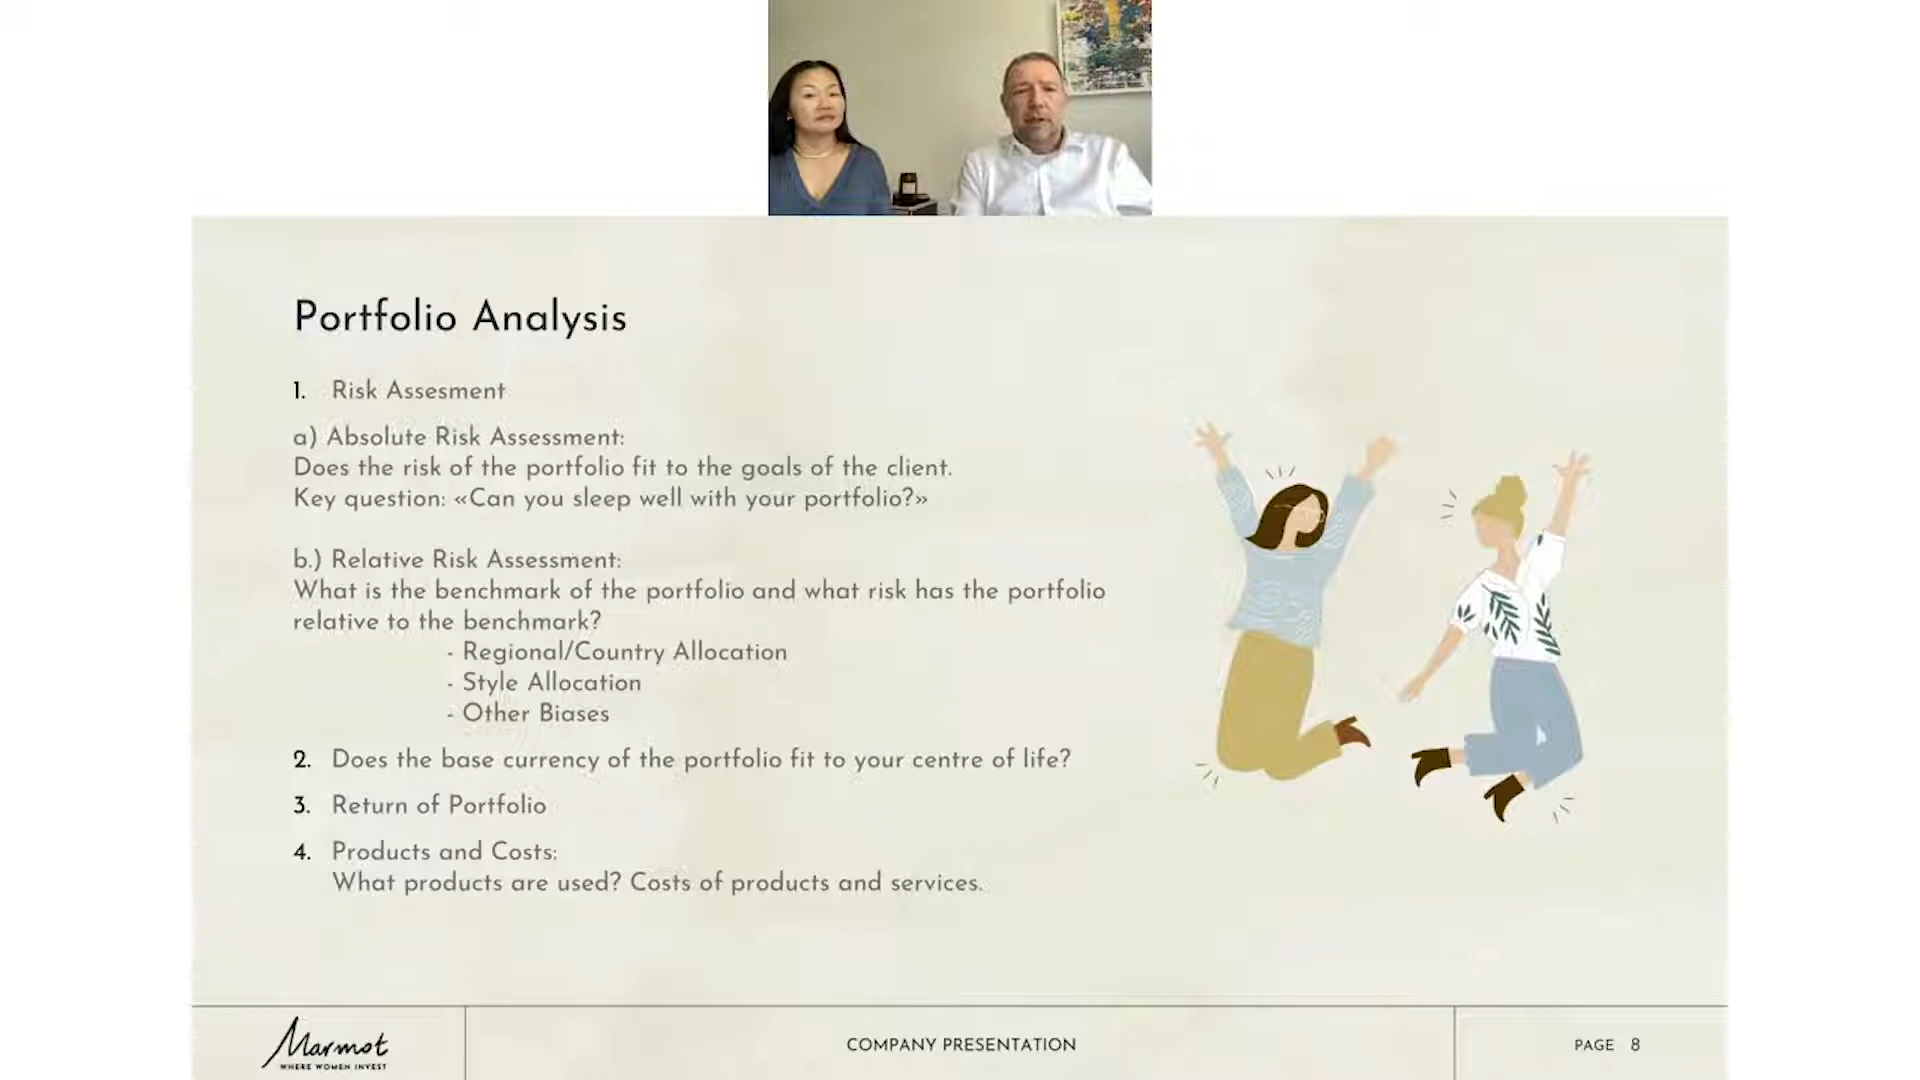 Portfolio Analysis
1. Risk Assesment
a) Absolute Risk Assessment:
Does the risk of the portfolio fit to the goals of the client.
Key question: «Can you sleep well with your portfolio?»
b.) Relative Risk Assessment:
What is the benchmark of the portfolio and what risk has the portfolio
relative to the benchmark?
- Regional/Country Allocation
- Style Allocation
- Other Biases
2. Does the base currency of the portfolio fit to your centre of life?
3. Return of Portfolio
4. Products and Costs:
What products are used? Costs of products and services.
Marmot
WHERE WOMEN INVEST
COMPANY PRESENTATION
PAGE 8